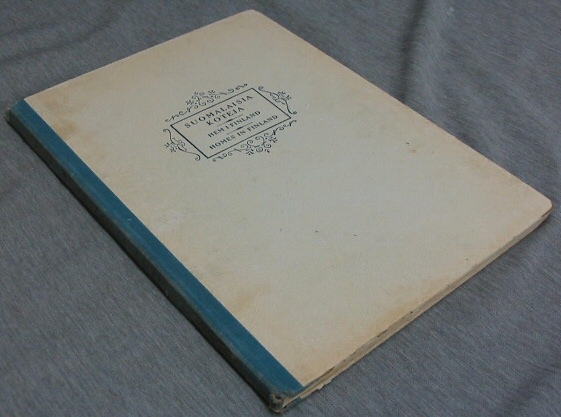 SUOMALAISIA
KOTEJA
HEM I FINLAND
HOMES IN FINLAND